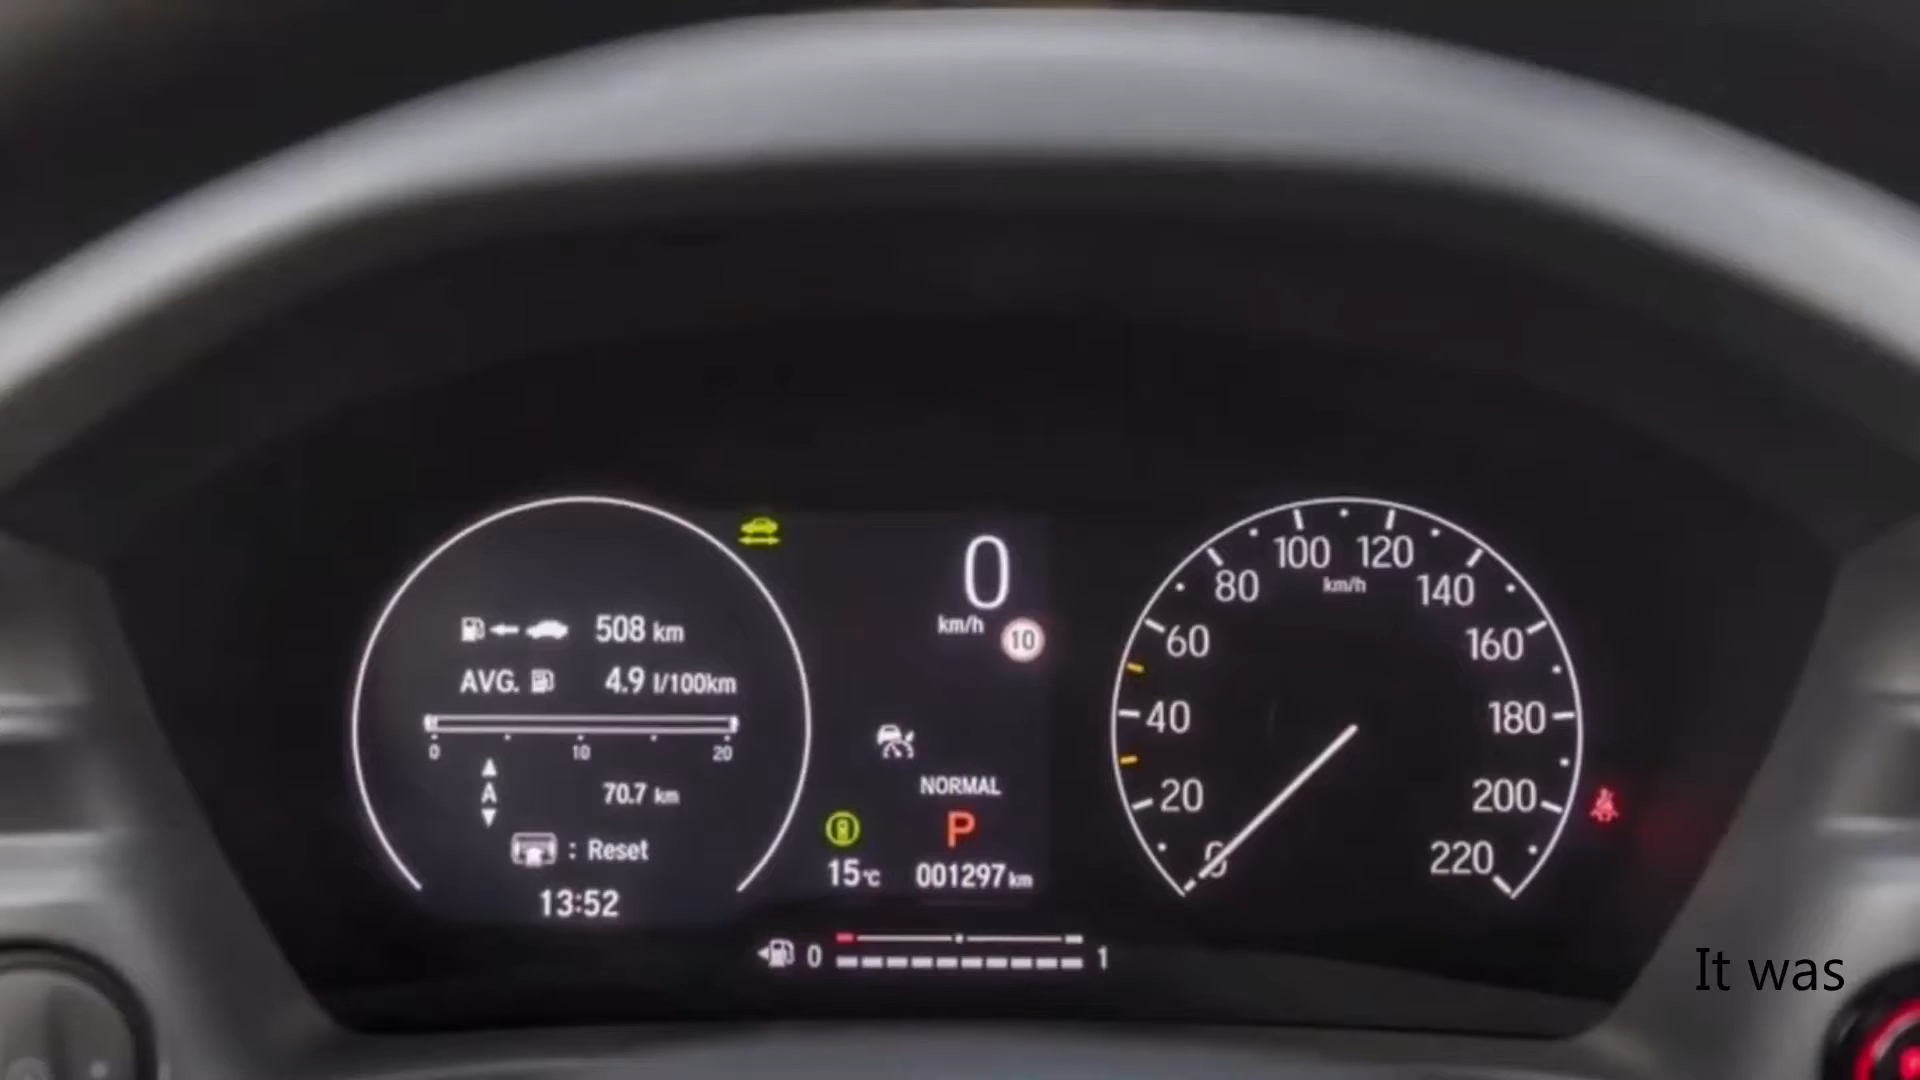 508 km
AVG. 4.9 l/100km
0 10 20
A 70.7 km
: Reset
13:52
0
km/h
10
NORMAL
P
15°C 001297 km
0 1
0 20 40 60 80 100 120 140 160 180 200 220
km/h
It was